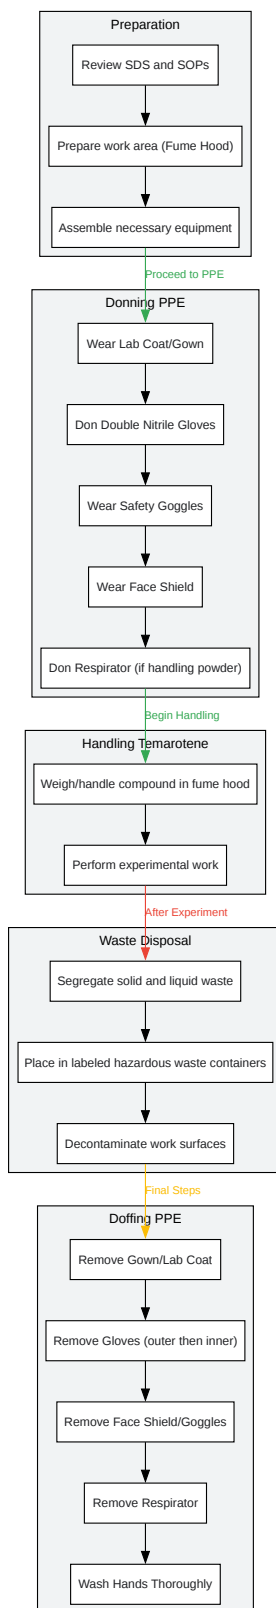 Preparation
Review SDS and SOPs
Prepare work area (Fume Hood)
Assemble necessary equipment
Proceed to PPE
Donning PPE
Wear Lab Coat/Gown
Don Double Nitrile Gloves
Wear Safety Goggles
Wear Face Shield
Don Respirator (if handling powder)
Begin Handling
Handling Temarotene
Weigh/handle compound in fume hood
Perform experimental work
After Experiment
Waste Disposal
Segregate solid and liquid waste
Place in labeled hazardous waste containers
Decontaminate work surfaces
Final Steps
Doffing PPE
Remove Gown/Lab Coat
Remove Gloves (outer then inner)
Remove Face Shield/Goggles
Remove Respirator
Wash Hands Thoroughly